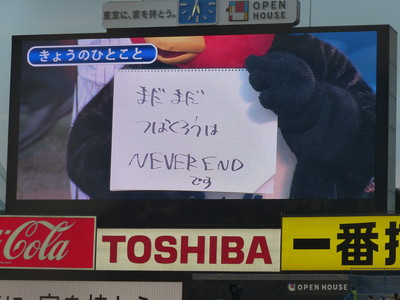 東京に、家を持とう。
OPEN
HOUSE
OPEN HOUSE
きょうのひとこと
まだまだ
つばくろうは
NEVER END
です
Coca-Cola
TOSHIBA
一番搾
OPEN HOUSE